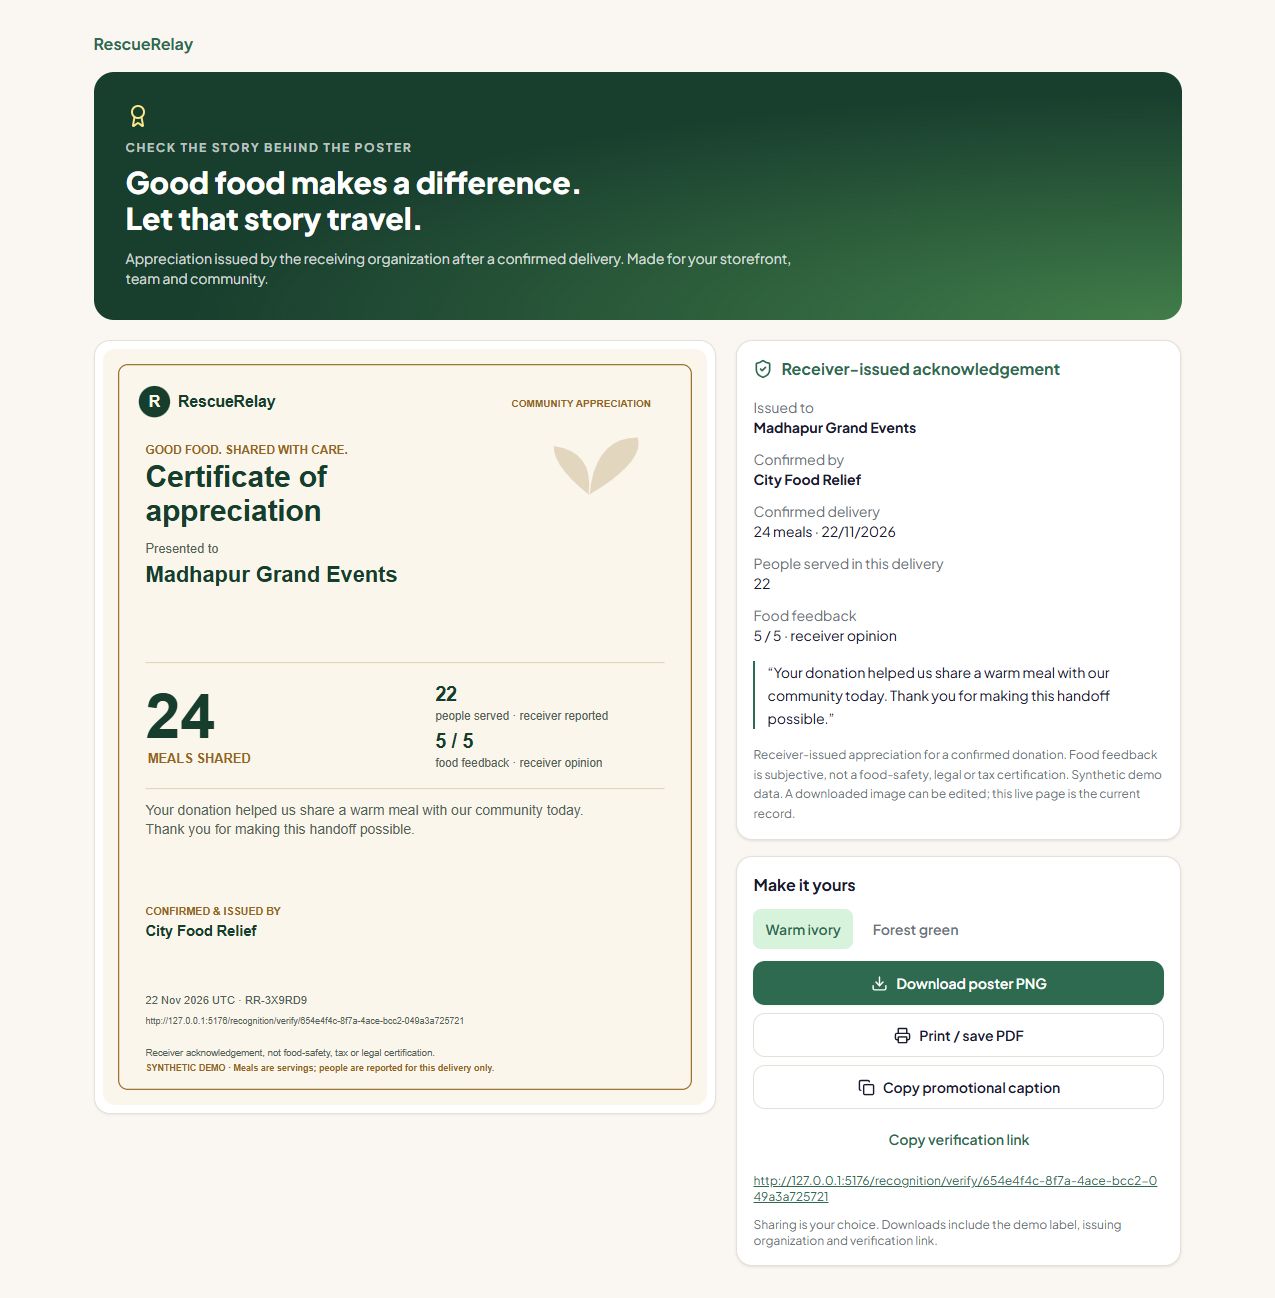 RescueRelay
CHECK THE STORY BEHIND THE POSTER
Good food makes a difference.
Let that story travel.
Appreciation issued by the receiving organization after a confirmed delivery. Made for your storefront,
team and community.
R RescueRelay
COMMUNITY APPRECIATION
GOOD FOOD. SHARED WITH CARE.
Certificate of
appreciation
Presented to
Madhapur Grand Events
24
MEALS SHARED
22
people served · receiver reported
5 / 5
food feedback · receiver opinion
Your donation helped us share a warm meal with our community today.
Thank you for making this handoff possible.
CONFIRMED & ISSUED BY
City Food Relief
22 Nov 2026 UTC · RR-3X9RD9
http://127.0.0.1:5176/recognition/verify/654e4f4c-8f7a-4ace-bcc2-049a3a725721
Receiver acknowledgement, not food-safety, tax or legal certification.
SYNTHETIC DEMO · Meals are servings; people are reported for this delivery only.
Receiver-issued acknowledgement
Issued to
Madhapur Grand Events
Confirmed by
City Food Relief
Confirmed delivery
24 meals · 22/11/2026
People served in this delivery
22
Food feedback
5 / 5 · receiver opinion
“Your donation helped us share a warm meal with our
community today. Thank you for making this handoff
possible.”
Receiver-issued appreciation for a confirmed donation. Food feedback
is subjective, not a food-safety, legal or tax certification. Synthetic demo
data. A downloaded image can be edited; this live page is the current
record.
Make it yours
Warm ivory
Forest green
Download poster PNG
Print / save PDF
Copy promotional caption
Copy verification link
http://127.0.0.1:5176/recognition/verify/654e4f4c-8f7a-4ace-bcc2-0
49a3a725721
Sharing is your choice. Downloads include the demo label, issuing
organization and verification link.